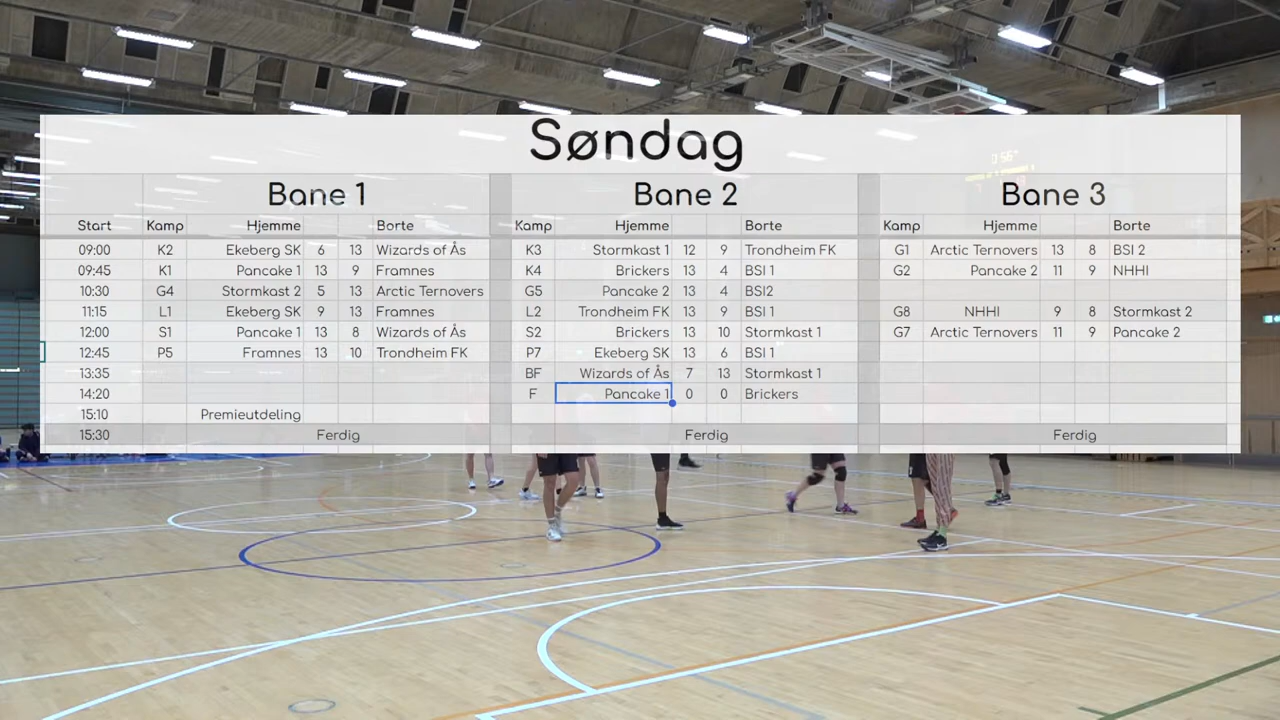 Søndag
Bane 1 Bane 2 Bane 3
Start Kamp Hjemme Borte Kamp Hjemme Borte Kamp Hjemme Borte
09:00 K2 Ekeberg SK 6 13 Wizards of Ås K3 Stormkast 1 12 9 Trondheim FK G1 Arctic Ternovers 13 8 BSI 2
09:45 K1 Pancake 1 13 9 Framnes K4 Brickers 13 4 BSI 1 G2 Pancake 2 11 9 NHHI
10:30 G4 Stormkast 2 5 13 Arctic Ternovers G5 Pancake 2 13 4 BSI2
11:15 L1 Ekeberg SK 9 13 Framnes L2 Trondheim FK 13 9 BSI 1 G8 NHHI 9 8 Stormkast 2
12:00 S1 Pancake 1 13 8 Wizards of Ås S2 Brickers 13 10 Stormkast 1 G7 Arctic Ternovers 11 9 Pancake 2
12:45 P5 Framnes 13 10 Trondheim FK P7 Ekeberg SK 13 6 BSI 1
13:35 BF Wizards of Ås 7 13 Stormkast 1
14:20 F Pancake 1 0 0 Brickers
15:10 Premieutdeling
15:30 Ferdig Ferdig Ferdig